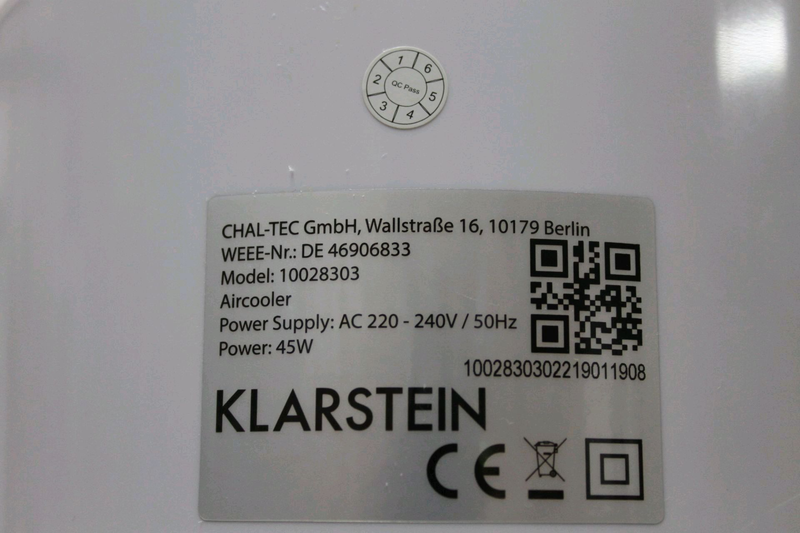 1
6
2
QC Pass
5
3
4
CHAL-TEC GmbH, Wallstraße 16, 10179 Berlin
WEEE-Nr.: DE 46906833
Model: 10028303
Aircooler
Power Supply: AC 220 - 240V / 50Hz
Power: 45W
1002830302219011908
KLARSTEIN
CE